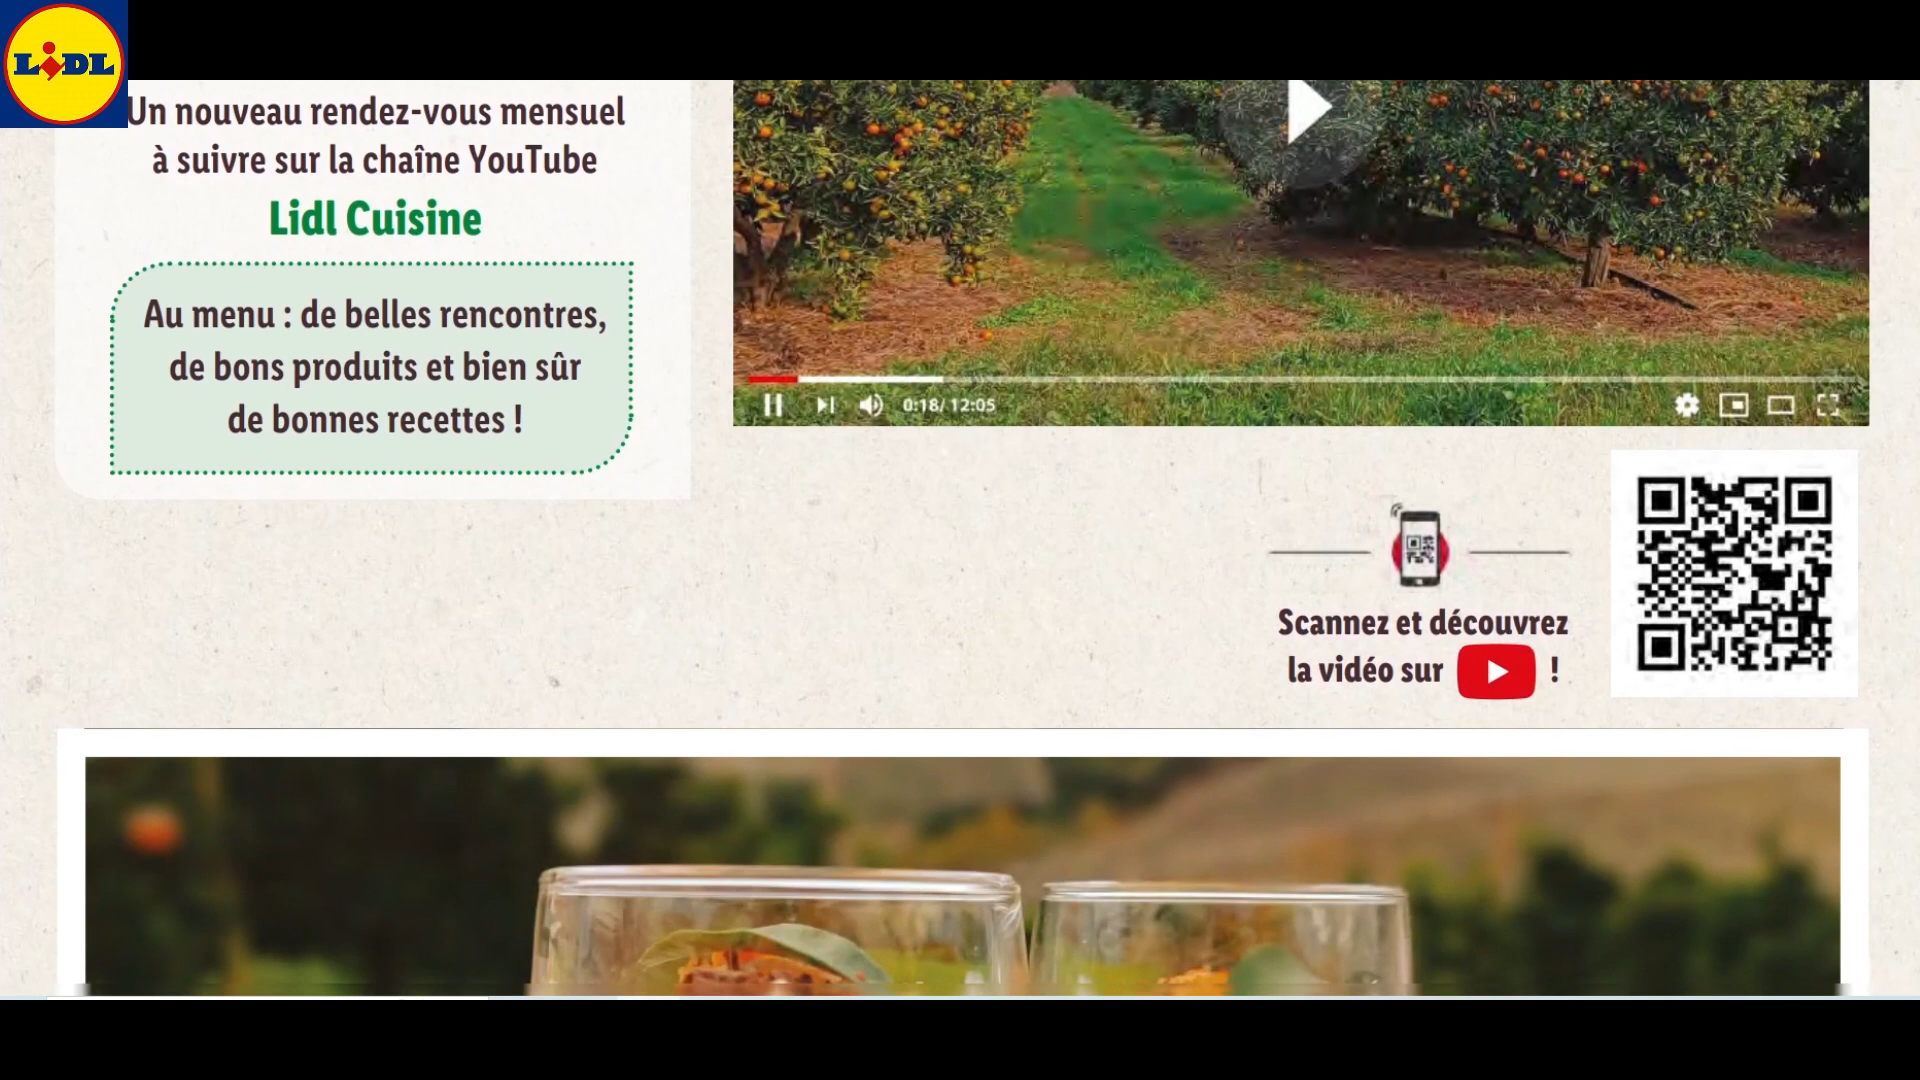 LIDL
Un nouveau rendez-vous mensuel
à suivre sur la chaîne YouTube
Lidl Cuisine
Au menu : de belles rencontres,
de bons produits et bien sûr
de bonnes recettes !
0:18/ 12:05
Scannez et découvrez
la vidéo sur !